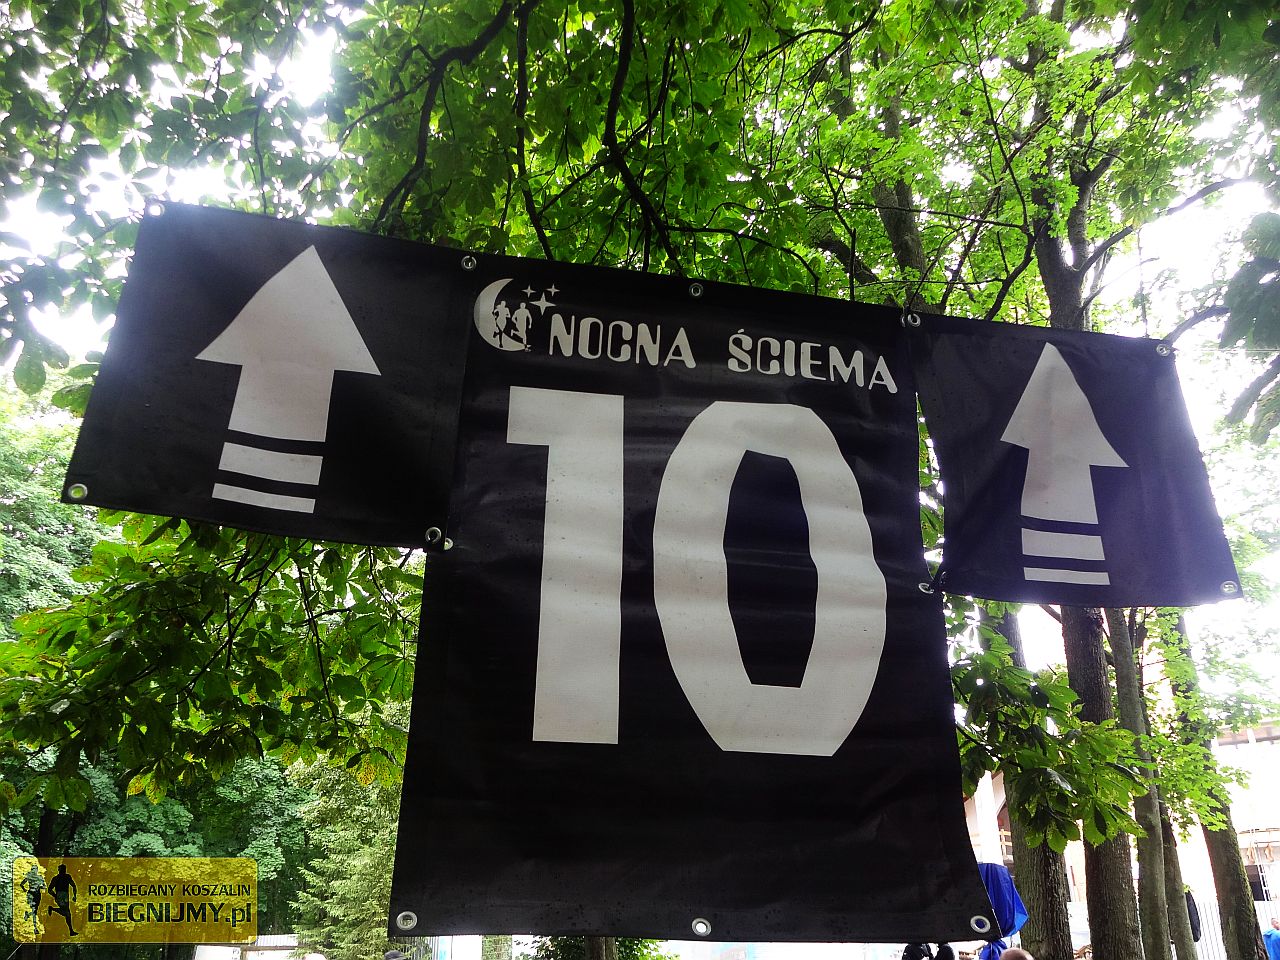 NOCNA ŚCIEMA
10
ROZBIEGANY KOSZALIN
BIEGNIJMY.pl